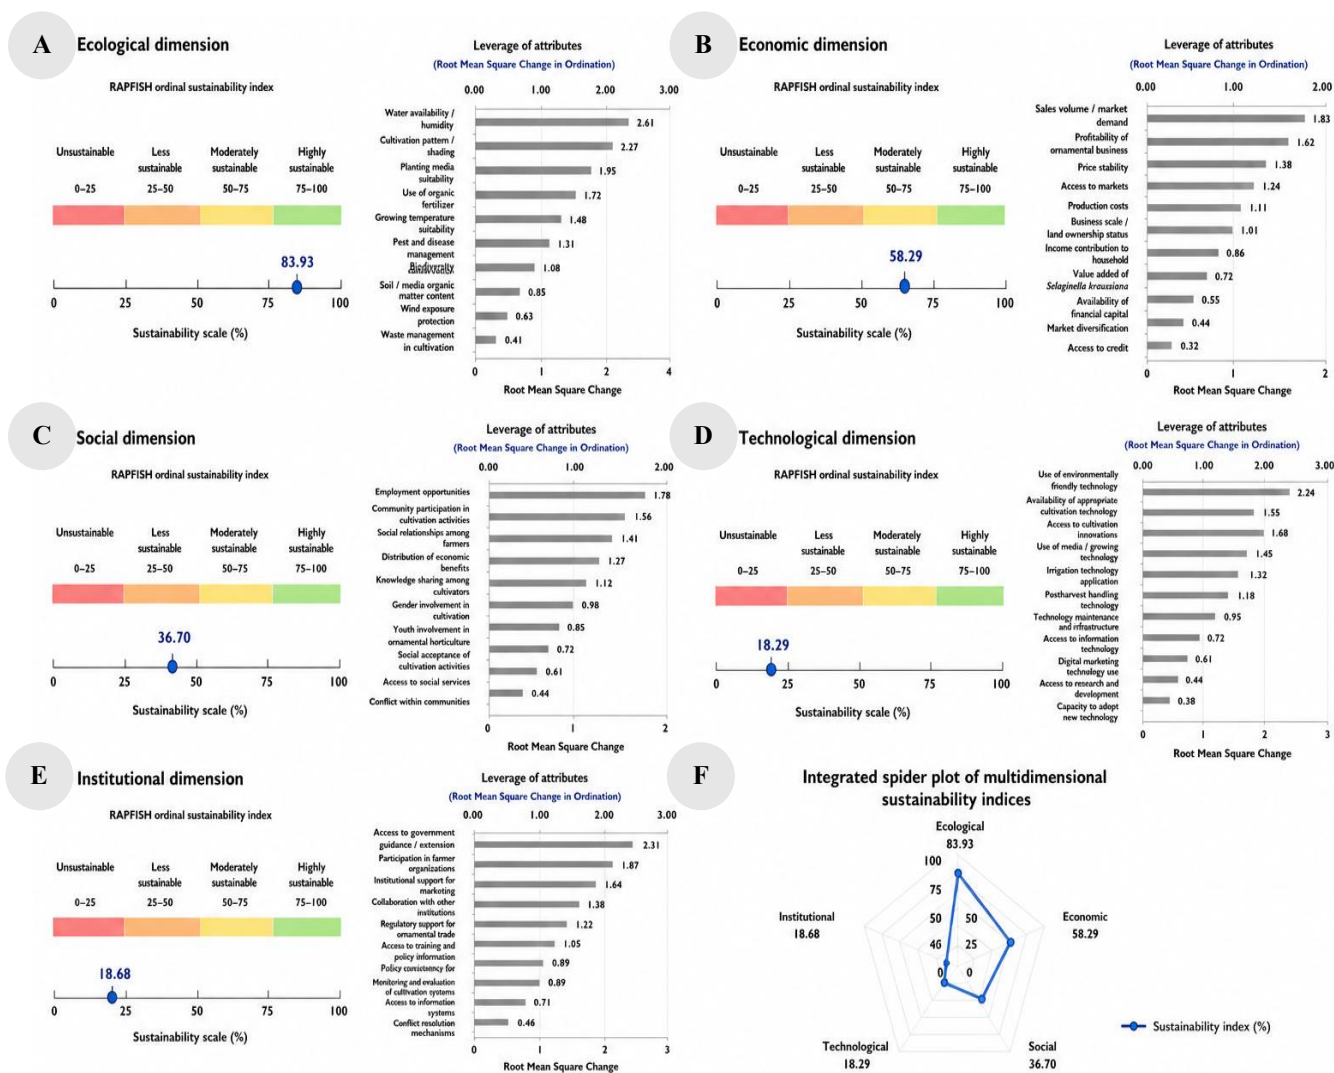 A
Ecological dimension
RAPFISH ordinal sustainability index
Unsustainable
Less
sustainable
Moderately
sustainable
Highly
sustainable
0–25
25–50
50–75
75–100
83.93
0
25
50
75
100
Sustainability scale (%)
Leverage of attributes
(Root Mean Square Change in Ordination)
0.00
1.00
2.00
3.00
Water availability /
humidity
2.61
Cultivation pattern /
shading
2.27
Planting media
suitability
1.95
Use of organic
fertilizer
1.72
Growing temperature
suitability
1.48
Pest and disease
management
1.31
Biodiversity
1.08
Soil / media organic
matter content
0.85
Wind exposure
protection
0.63
Waste management
in cultivation
0.41
0
1
2
4
Root Mean Square Change
B
Economic dimension
RAPFISH ordinal sustainability index
Unsustainable
Less
sustainable
Moderately
sustainable
Highly
sustainable
0–25
25–50
50–75
75–100
58.29
0
25
50
75
100
Sustainability scale (%)
Leverage of attributes
(Root Mean Square Change in Ordination)
0.00
1.00
2.00
Sales volume / market
demand
1.83
Profitability of
ornamental business
1.62
Price stability
1.38
Access to markets
1.24
Production costs
1.11
Business scale /
land ownership status
1.01
Income contribution to
household
0.86
Value added of
Selaginella kraussiana
0.72
Availability of
financial capital
0.55
Market diversification
0.44
Access to credit
0.32
0
1
2
Root Mean Square Change
C
Social dimension
RAPFISH ordinal sustainability index
Unsustainable
Less
sustainable
Moderately
sustainable
Highly
sustainable
0–25
25–50
50–75
75–100
36.70
0
25
50
75
100
Sustainability scale (%)
Leverage of attributes
(Root Mean Square Change in Ordination)
0.00
1.00
2.00
Employment opportunities
1.78
Community participation in
cultivation activities
1.56
Social relationships among
farmers
1.41
Distribution of economic
benefits
1.27
Knowledge sharing among
cultivators
1.12
Gender involvement in
cultivation
0.98
Youth involvement in
ornamental horticulture
0.85
Social acceptance of
cultivation activities
0.72
0.61
Access to social services
0.44
Conflict within communities
0
1
2
Root Mean Square Change
D
Technological dimension
RAPFISH ordinal sustainability index
Unsustainable
Less
sustainable
Moderately
sustainable
Highly
sustainable
0–25
25–50
50–75
75–100
18.29
0
25
50
75
100
Sustainability scale (%)
Leverage of attributes
(Root Mean Square Change in Ordination)
0.00
1.00
2.00
3.00
Use of environmentally
friendly technology
2.24
Availability of appropriate
cultivation technology
1.55
Access to cultivation
innovations
1.68
Use of media / growing
technology
1.45
Irrigation technology
application
1.32
Postharvest handling
technology
1.18
Technology maintenance
and infrastructure
0.95
Access to information
technology
0.72
Digital marketing
technology use
0.61
Access to research and
development
0.44
0.38
Capacity to adopt
new technology
0
1
2
3
Root Mean Square Change
E
Institutional dimension
RAPFISH ordinal sustainability index
Unsustainable
Less
sustainable
Moderately
sustainable
Highly
sustainable
0–25
25–50
50–75
75–100
18.68
0
25
50
75
100
Sustainability scale (%)
Leverage of attributes
(Root Mean Square Change in Ordination)
0.00
1.00
2.00
3.00
Access to government
guidance / extension
2.31
Participation in farmer
organizations
1.87
Institutional support for
marketing
1.64
Collaboration with other
institutions
1.38
Regulatory support for
ornamental trade
1.22
Access to training and
policy information
1.05
Policy consistency for
0.89
Monitoring and evaluation
of cultivation systems
0.89
Access to information
systems
0.71
Conflict resolution
mechanisms
0.46
0
1
2
3
Root Mean Square Change
F
Integrated spider plot of multidimensional
sustainability indices
Ecological
83.93
100
75
50
50
46
25
0
0
Institutional
18.68
Economic
58.29
Technological
18.29
Social
36.70
Sustainability index (%)